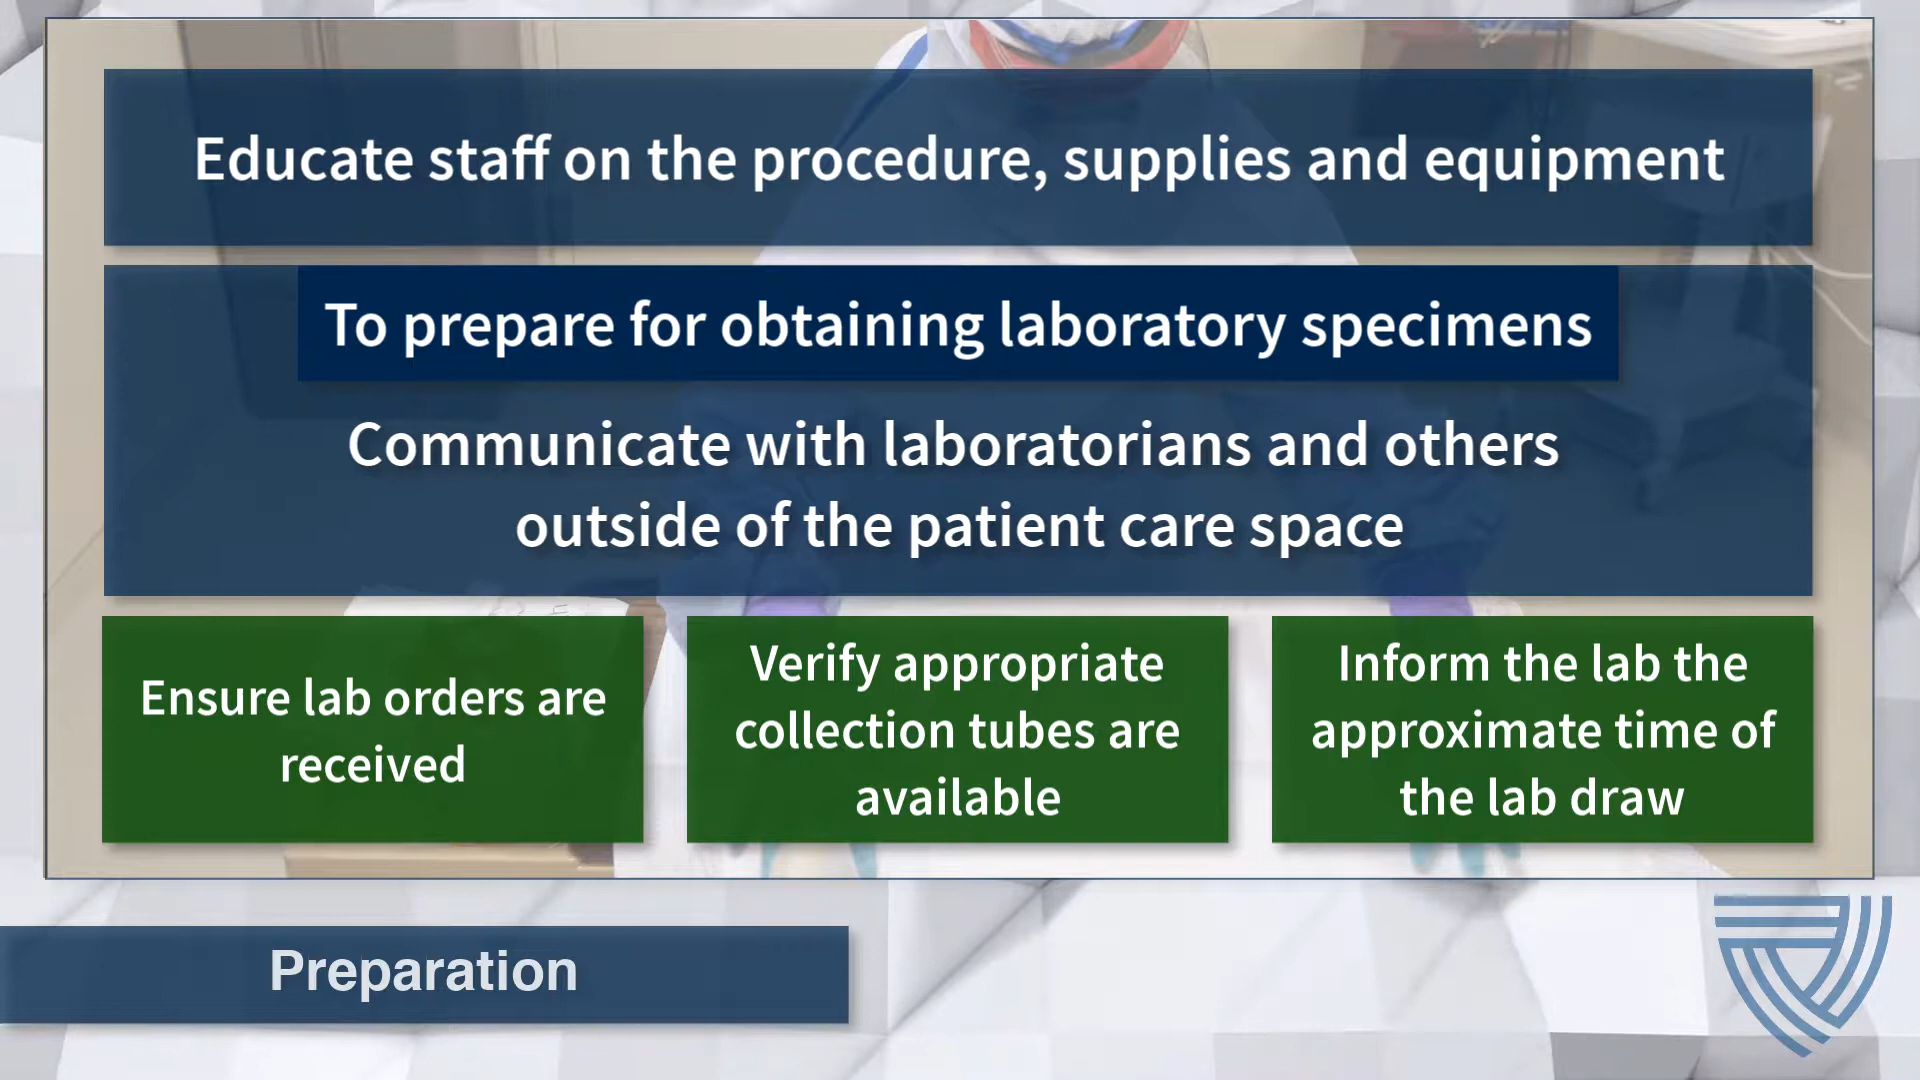 Educate staff on the procedure, supplies and equipment
To prepare for obtaining laboratory specimens
Communicate with laboratorians and others
outside of the patient care space
Ensure lab orders are
received
Verify appropriate
collection tubes are
available
Inform the lab the
approximate time of
the lab draw
Preparation